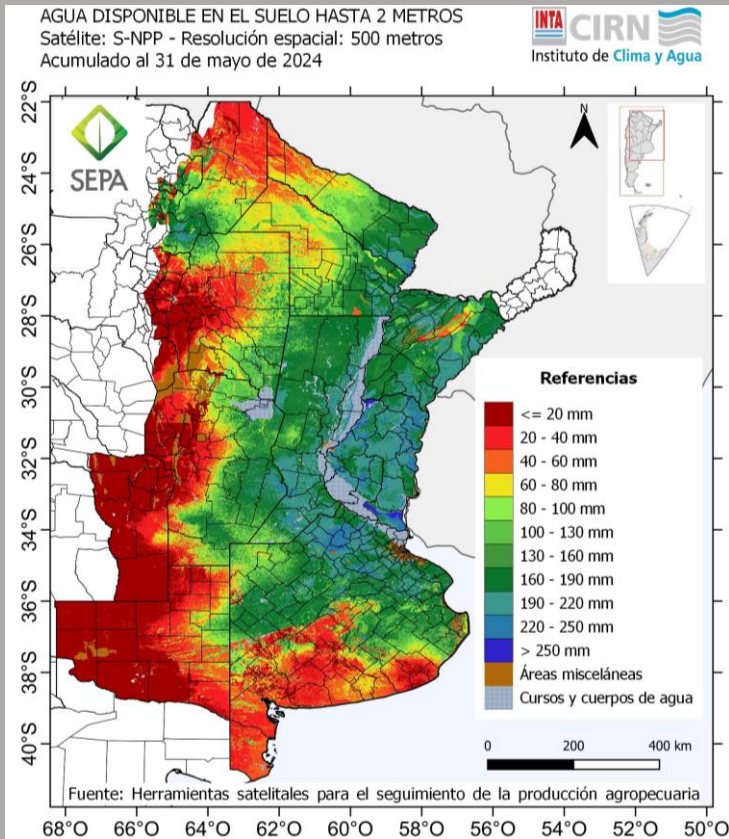 AGUA DISPONIBLE EN EL SUELO HASTA 2 METROS
Satélite: S-NPP - Resolución espacial: 500 metros
Acumulado al 31 de mayo de 2024
INTA CIRN
Instituto de Clima y Agua
22°S
24°S
26°S
28°S
30°S
32°S
34°S
36°S
38°S
40°S
SEPA
N
Referencias
<= 20 mm
20 - 40 mm
40 - 60 mm
60 - 80 mm
80 - 100 mm
100 - 130 mm
130 - 160 mm
160 - 190 mm
190 - 220 mm
220 - 250 mm
> 250 mm
Áreas misceláneas
Cursos y cuerpos de agua
0 200 400 km
Fuente: Herramientas satelitales para el seguimiento de la producción agropecuaria
68°O 66°O 64°O 62°O 60°O 58°O 56°O 54°O 52°O 50°O